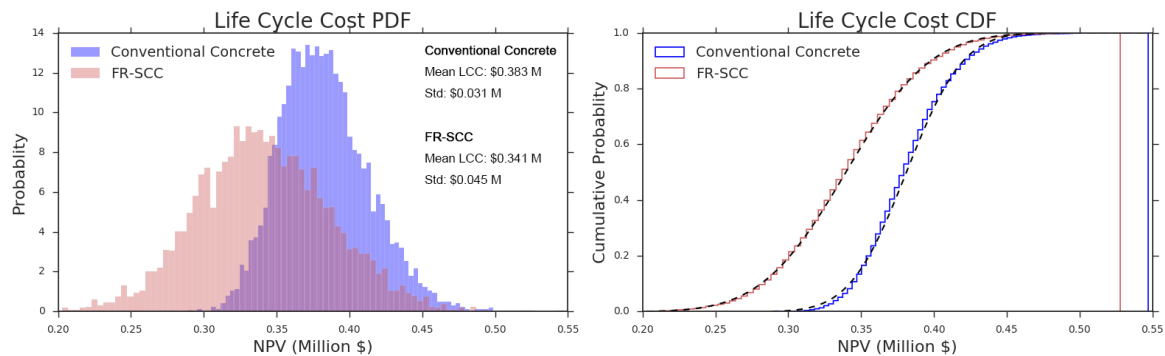 Life Cycle Cost PDF
14
12
10
8
6
4
2
0
Probablity
Conventional Concrete
FR-SCC
Conventional Concrete
Mean LCC: $0.383 M
Std: $0.031 M
FR-SCC
Mean LCC: $0.341 M
Std: $0.045 M
0.20 0.25 0.30 0.35 0.40 0.45 0.50 0.55
NPV (Million $)
Life Cycle Cost CDF
1.0
0.8
0.6
0.4
0.2
0.0
Cumulative Probablity
Conventional Concrete
FR-SCC
0.20 0.25 0.30 0.35 0.40 0.45 0.50 0.55
NPV (Million $)